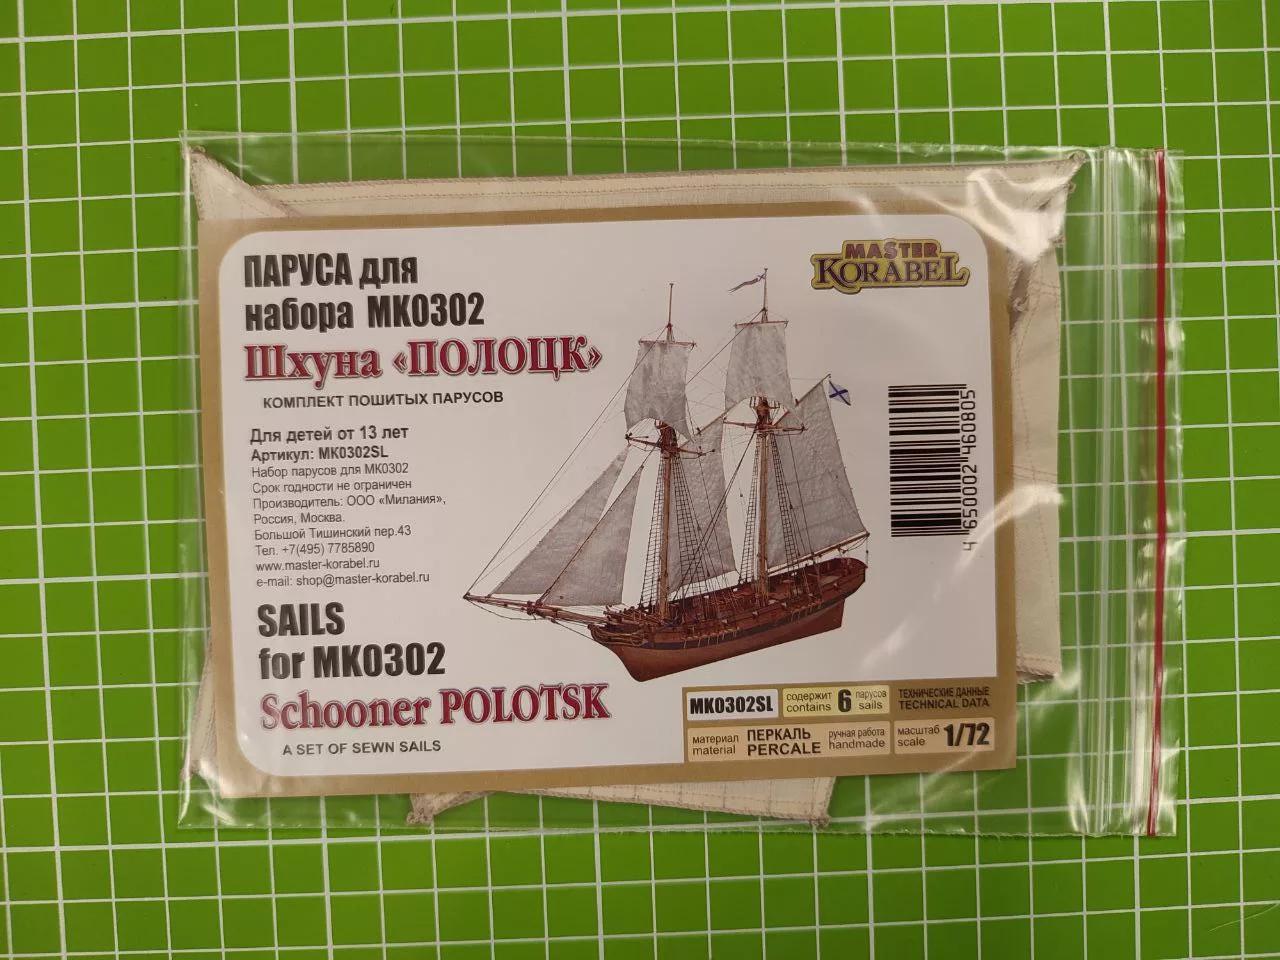 ПАРУСА для
набора МК0302
Шхуна «ПОЛОЦК»
КОМПЛЕКТ ПОШИТЫХ ПАРУСОВ
Для детей от 13 лет
Артикул: МК0302SL
Набор парусов для МК0302
Срок годности не ограничен
Производитель: ООО «Милания»,
Россия, Москва.
Большой Тишинский пер.43
Тел. +7(495) 7785890
www.master-korabel.ru
e-mail: shop@master-korabel.ru
SAILS
for MK0302
Schooner POLOTSK
A SET OF SEWN SAILS
MASTER
KORABEL
4 650002 460805
MK0302SL
содержит 6 парусов
contains sails
ТЕХНИЧЕСКИЕ ДАННЫЕ
TECHNICAL DATA
материал ПЕРКАЛЬ
material PERCALE
ручная работа
handmade
масштаб 1/72
scale